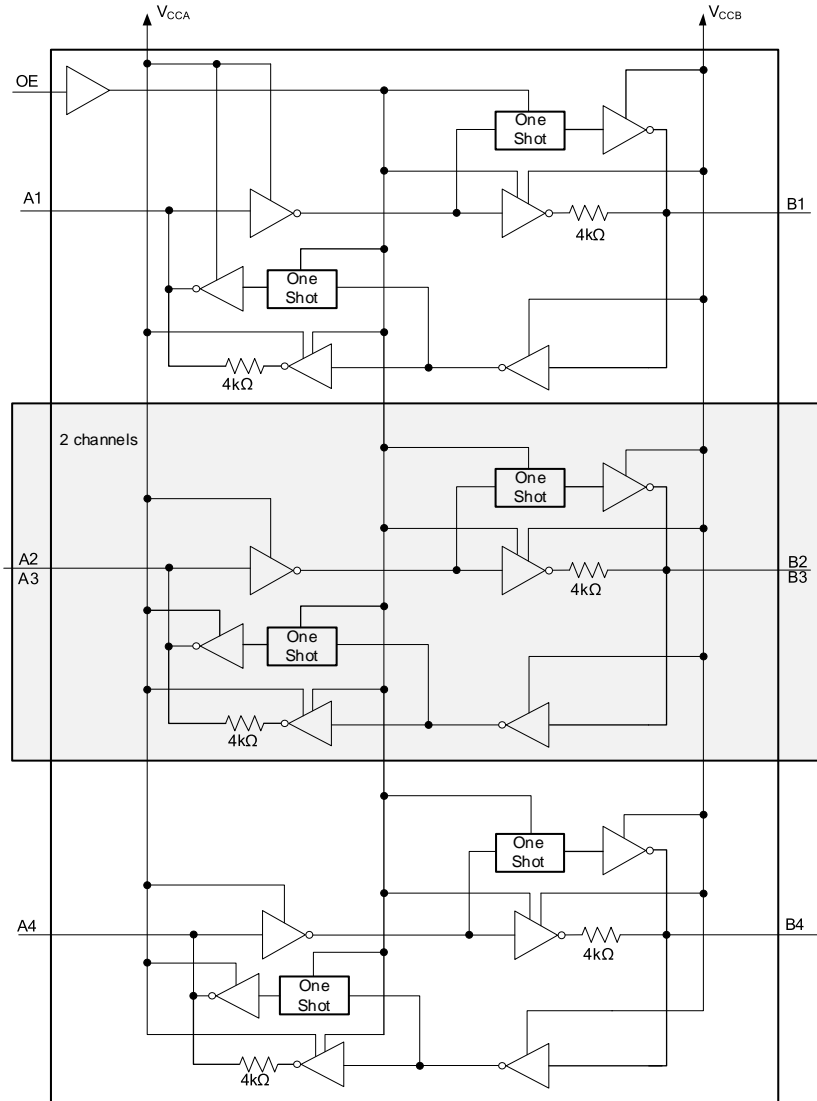 VCCA
VCCB
OE
One
Shot
A1
B1
4kΩ
One
Shot
4kΩ
2 channels
One
Shot
A2
B2
A3
B3
4kΩ
One
Shot
4kΩ
One
Shot
A4
B4
4kΩ
One
Shot
4kΩ